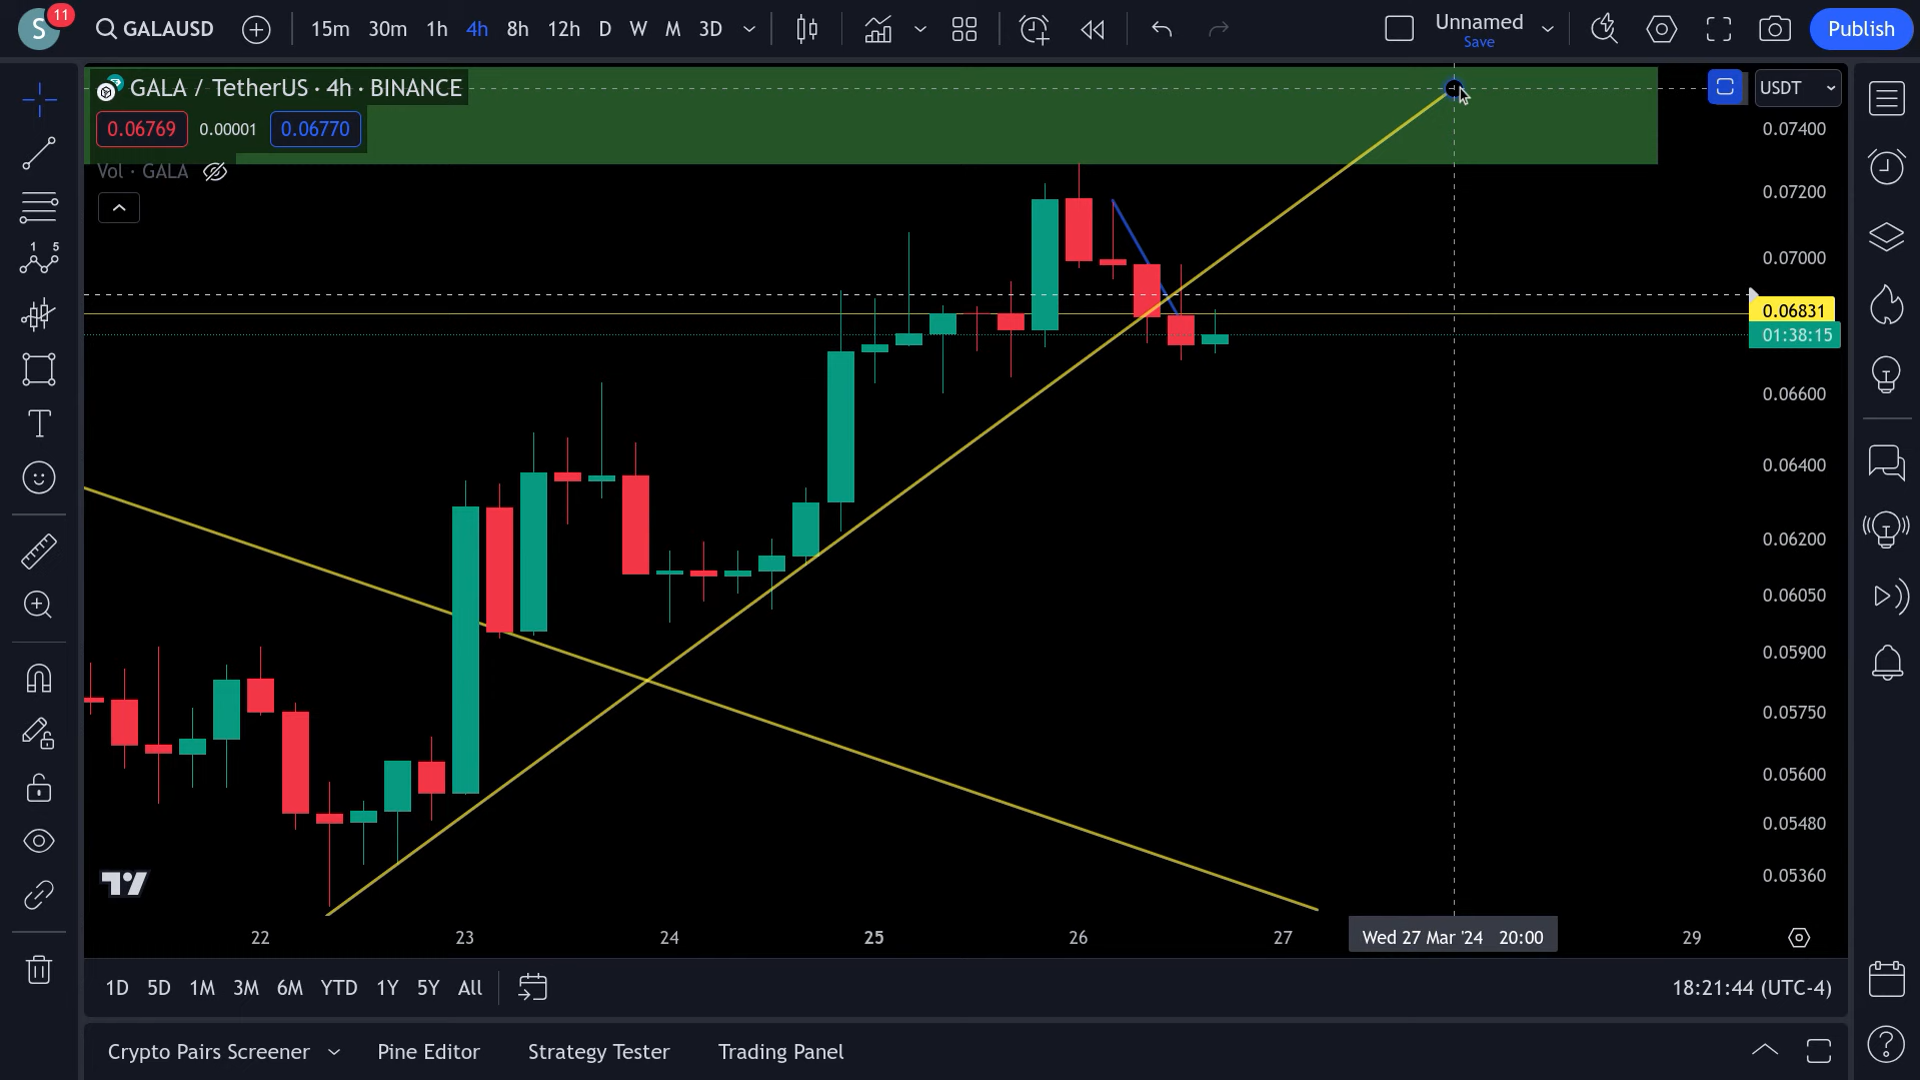 S
11
GALAUSD
15m 30m 1h 4h 8h 12h D W M 3D
Unnamed
Save
Publish
GALA / TetherUS · 4h · BINANCE
USDT
0.06769 0.00001 0.06770
Vol · GALA
0.07400
0.07200
0.07000
0.06831
01:38:15
0.06600
0.06400
0.06200
0.06050
0.05900
0.05750
0.05600
0.05480
0.05360
1 5
T
22 23 24 25 26 27 Wed 27 Mar '24 20:00 29
1D 5D 1M 3M 6M YTD 1Y 5Y All
18:21:44 (UTC-4)
Crypto Pairs Screener Pine Editor Strategy Tester Trading Panel